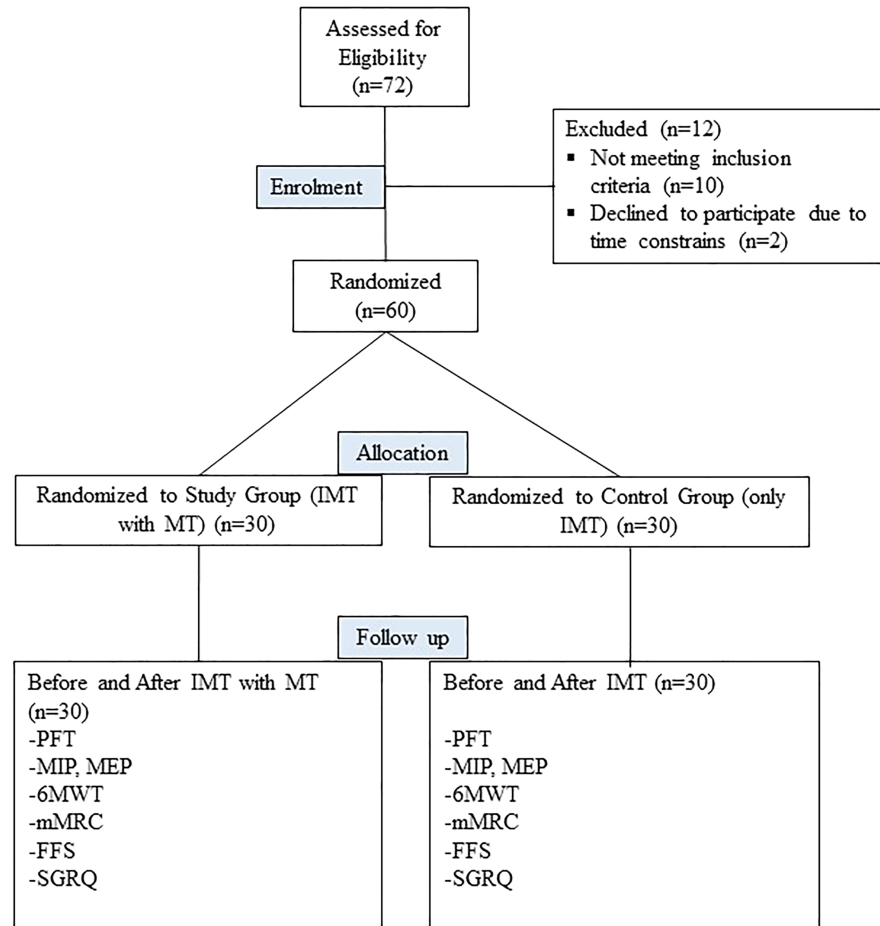 Assessed for
Eligibility
(n=72)
Excluded (n=12)
▪ Not meeting inclusion
criteria (n=10)
▪ Declined to participate due to
time constrains (n=2)
Enrolment
Randomized
(n=60)
Allocation
Randomized to Study Group (IMT
with MT) (n=30)
Randomized to Control Group (only
IMT) (n=30)
Follow up
Before and After IMT with MT
(n=30)
-PFT
-MIP, MEP
-6MWT
-mMRC
-FFS
-SGRQ
Before and After IMT (n=30)
-PFT
-MIP, MEP
-6MWT
-mMRC
-FFS
-SGRQ